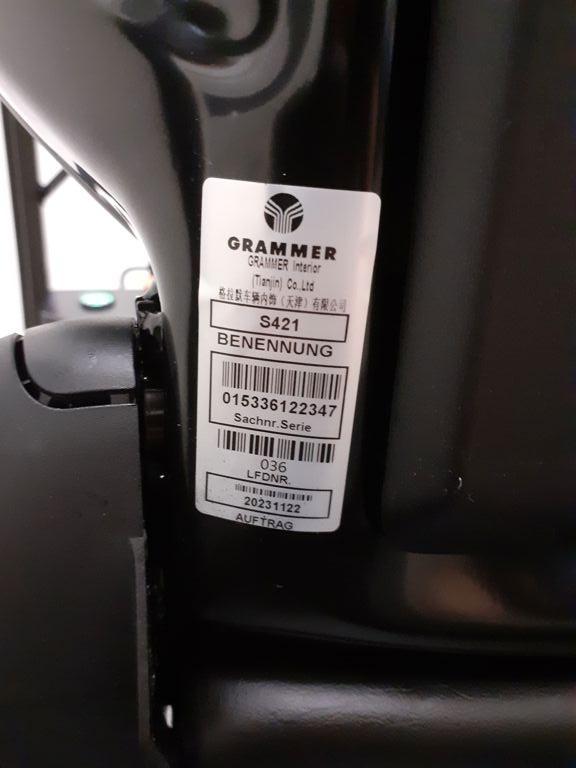 GRAMMER
GRAMMER Interior
(Tianjin) Co.,Ltd
格拉默车辆内饰（天津）有限公司
S421
BENENNUNG
015336122347
Sachnr.Serie
036
LFDNR.
20231122
AUFTRAG